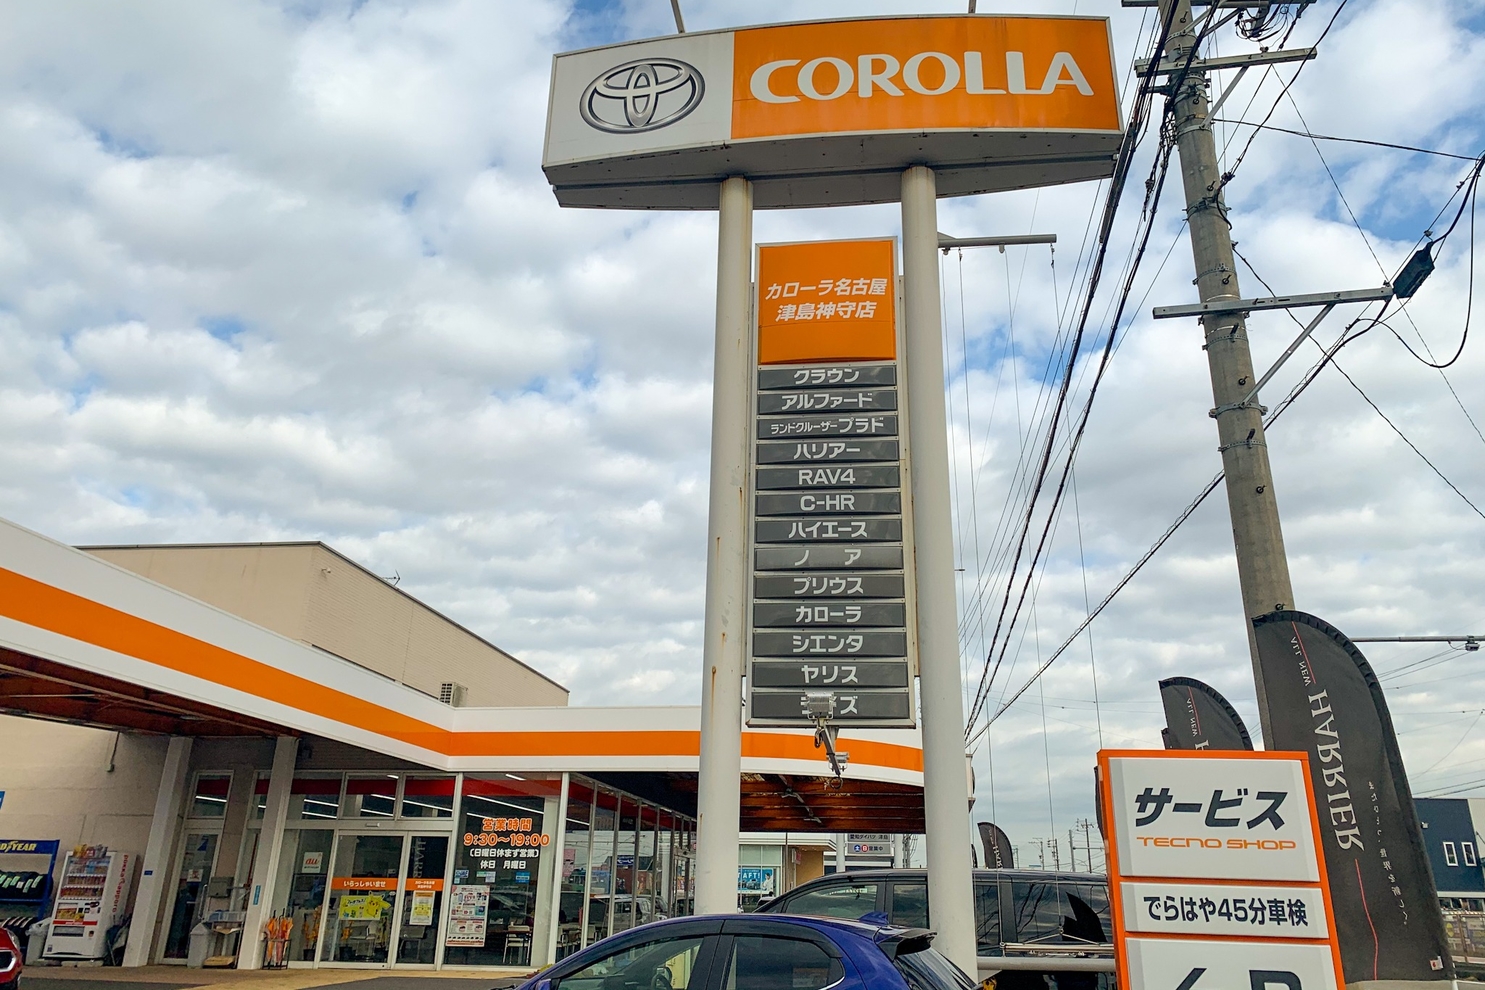 COROLLA
カローラ名古屋
津島神守店
クラウン
アルファード
ランドクルーザープラド
ハリアー
RAV4
C-HR
ハイエース
ノア
プリウス
カローラ
シエンタ
ヤリス
ズ
ALL NEW
HARRIER
サービス
TECNO SHOP
でらはや45分車検
営業時間
9:30～19:00
(日曜日休まず営業)
休日 月曜日
いらっしゃいませ
au